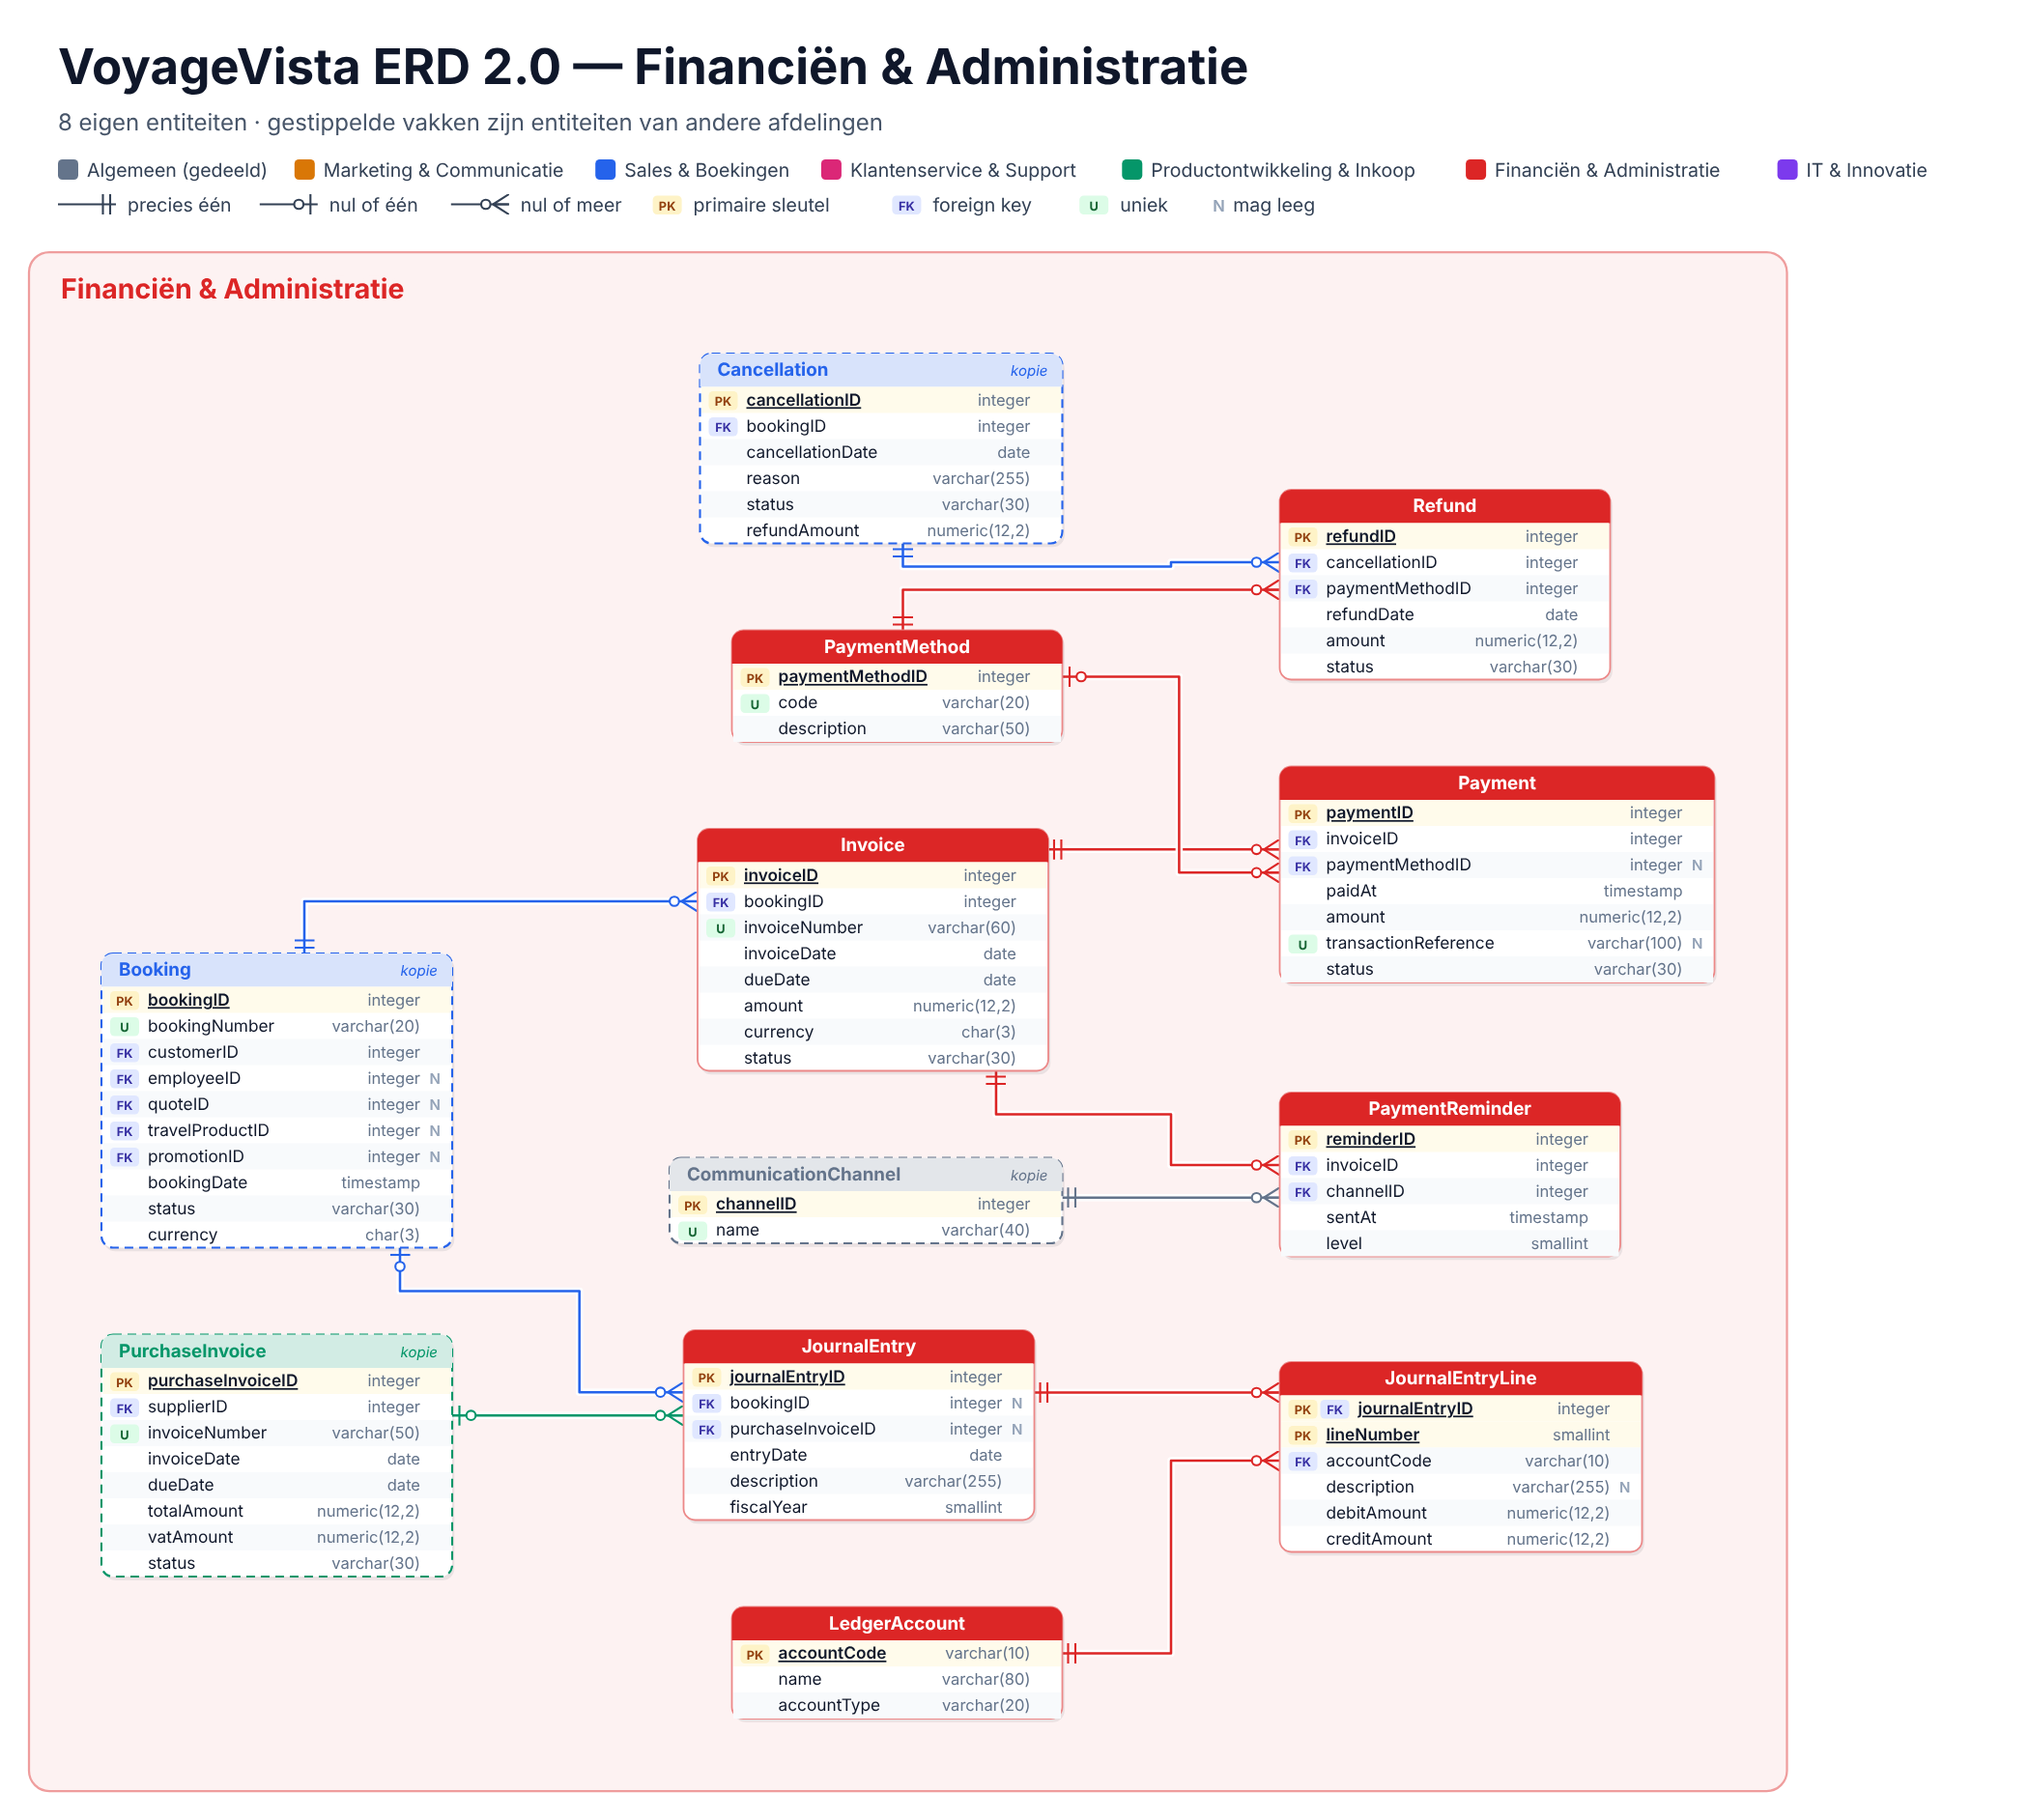 VoyageVista ERD 2.0 — Financiën & Administratie
8 eigen entiteiten · gestippelde vakken zijn entiteiten van andere afdelingen
Algemeen (gedeeld) Marketing & Communicatie Sales & Boekingen Klantenservice & Support Productontwikkeling & Inkoop Financiën & Administratie IT & Innovatie
precies één nul of één nul of meer PK primaire sleutel FK foreign key U uniek N mag leeg
Financiën & Administratie
Cancellation kopie
PK cancellationID integer
FK bookingID integer
cancellationDate date
reason varchar(255)
status varchar(30)
refundAmount numeric(12,2)
Refund
PK refundID integer
FK cancellationID integer
FK paymentMethodID integer
refundDate date
amount numeric(12,2)
status varchar(30)
PaymentMethod
PK paymentMethodID integer
U code varchar(20)
description varchar(50)
Payment
PK paymentID integer
FK invoiceID integer
FK paymentMethodID integer N
paidAt timestamp
amount numeric(12,2)
U transactionReference varchar(100) N
status varchar(30)
Invoice
PK invoiceID integer
FK bookingID integer
U invoiceNumber varchar(60)
invoiceDate date
dueDate date
amount numeric(12,2)
currency char(3)
status varchar(30)
Booking kopie
PK bookingID integer
U bookingNumber varchar(20)
FK customerID integer
FK employeeID integer N
FK quoteID integer N
FK travelProductID integer N
FK promotionID integer N
bookingDate timestamp
status varchar(30)
currency char(3)
PaymentReminder
PK reminderID integer
FK invoiceID integer
FK channelID integer
sentAt timestamp
level smallint
CommunicationChannel kopie
PK channelID integer
U name varchar(40)
PurchaseInvoice kopie
PK purchaseInvoiceID integer
FK supplierID integer
U invoiceNumber varchar(50)
invoiceDate date
dueDate date
totalAmount numeric(12,2)
vatAmount numeric(12,2)
status varchar(30)
JournalEntry
PK journalEntryID integer
FK bookingID integer N
FK purchaseInvoiceID integer N
entryDate date
description varchar(255)
fiscalYear smallint
JournalEntryLine
PK FK journalEntryID integer
PK lineNumber smallint
FK accountCode varchar(10)
description varchar(255) N
debitAmount numeric(12,2)
creditAmount numeric(12,2)
LedgerAccount
PK accountCode varchar(10)
name varchar(80)
accountType varchar(20)